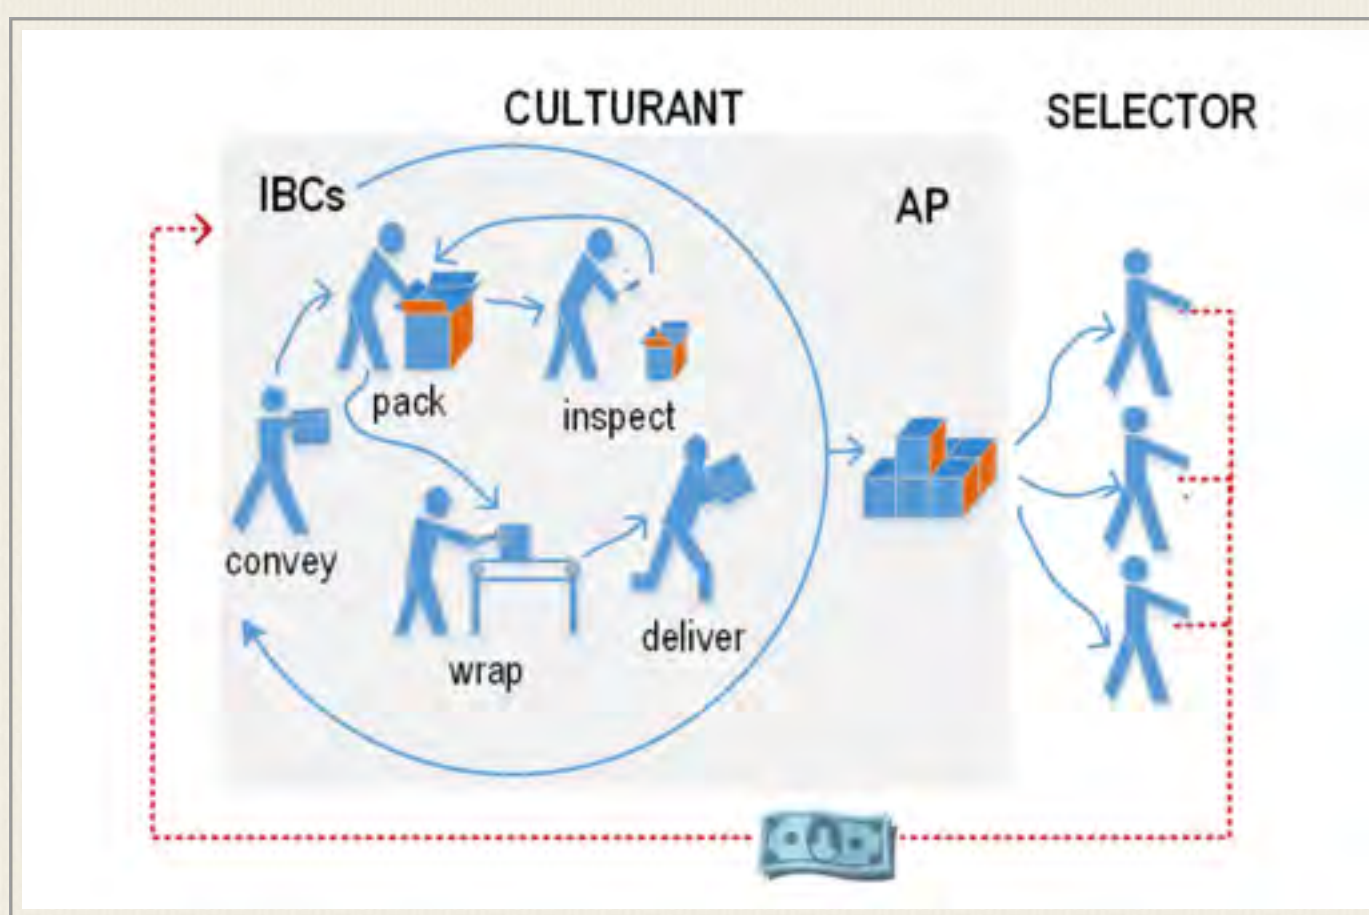 CULTURANT
SELECTOR
IBCs
AP
pack
inspect
convey
deliver
wrap